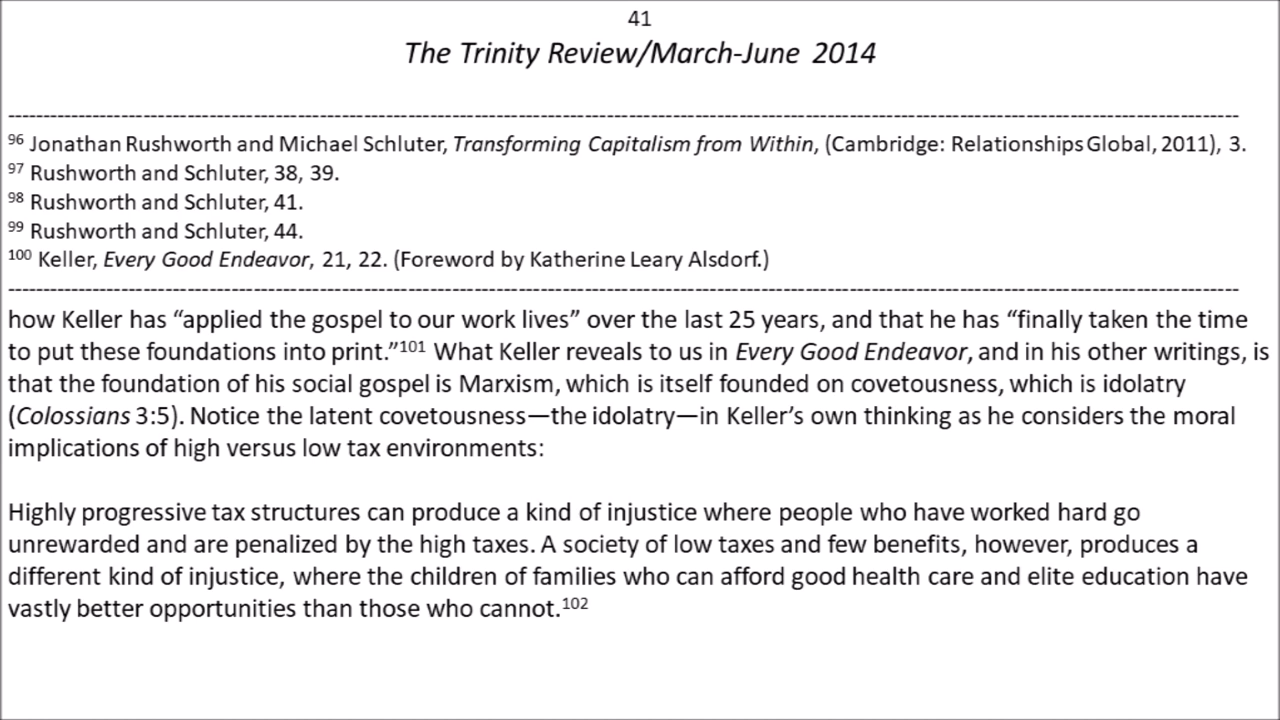 41
The Trinity Review/March-June 2014
--------------------------------------------------------------------------------
96 Jonathan Rushworth and Michael Schluter, Transforming Capitalism from Within, (Cambridge: Relationships Global, 2011), 3.
97 Rushworth and Schluter, 38, 39.
98 Rushworth and Schluter, 41.
99 Rushworth and Schluter, 44.
100 Keller, Every Good Endeavor, 21, 22. (Foreword by Katherine Leary Alsdorf.)
--------------------------------------------------------------------------------
how Keller has “applied the gospel to our work lives” over the last 25 years, and that he has “finally taken the time
to put these foundations into print.”101 What Keller reveals to us in Every Good Endeavor, and in his other writings, is
that the foundation of his social gospel is Marxism, which is itself founded on covetousness, which is idolatry
(Colossians 3:5). Notice the latent covetousness—the idolatry—in Keller’s own thinking as he considers the moral
implications of high versus low tax environments:
Highly progressive tax structures can produce a kind of injustice where people who have worked hard go
unrewarded and are penalized by the high taxes. A society of low taxes and few benefits, however, produces a
different kind of injustice, where the children of families who can afford good health care and elite education have
vastly better opportunities than those who cannot.102